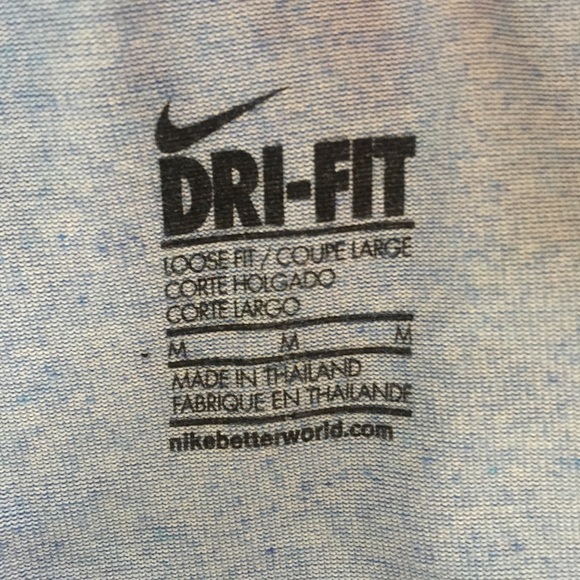 DRI-FIT
LOOSE FIT / COUPE LARGE
CORTE HOLGADO
CORTE LARGO
M M M
MADE IN THAILAND
FABRIQUE EN THAILANDE
nikebetterworld.com